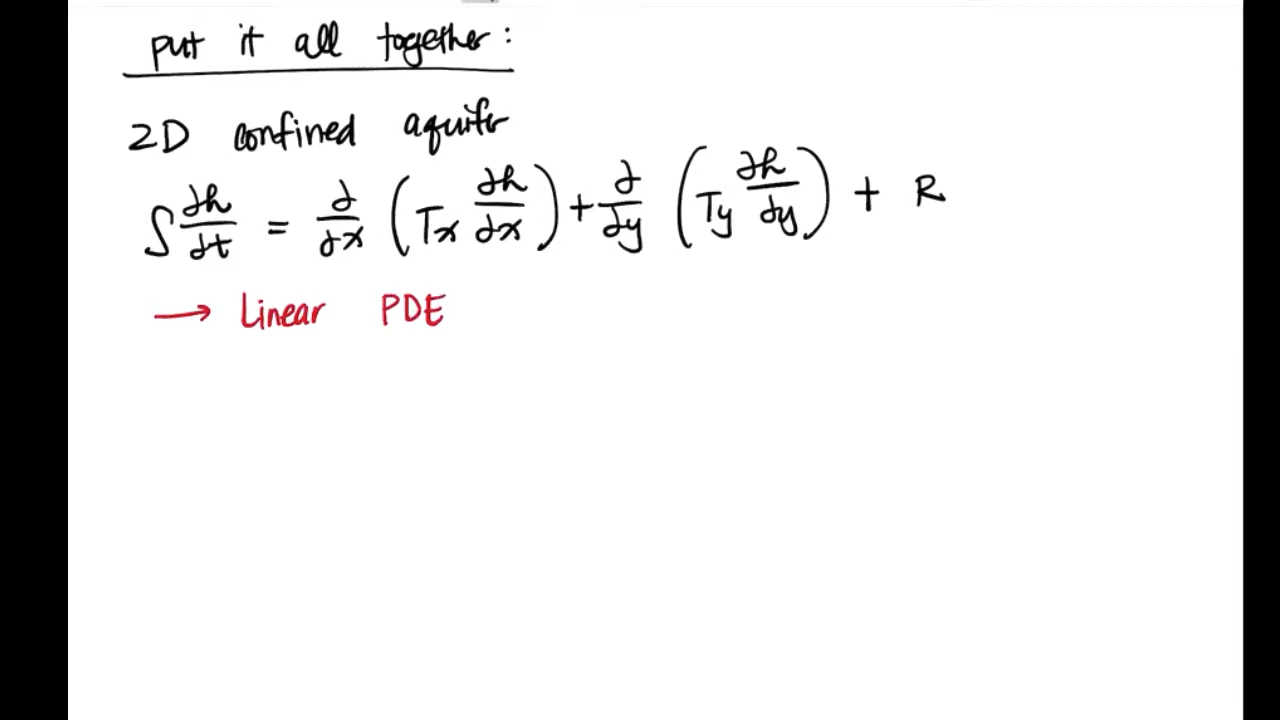 put it all together:
2D confined aquifer
S ∂h/∂t = ∂/∂x (Tx ∂h/∂x) + ∂/∂y (Ty ∂h/∂y) + R
→ Linear PDE